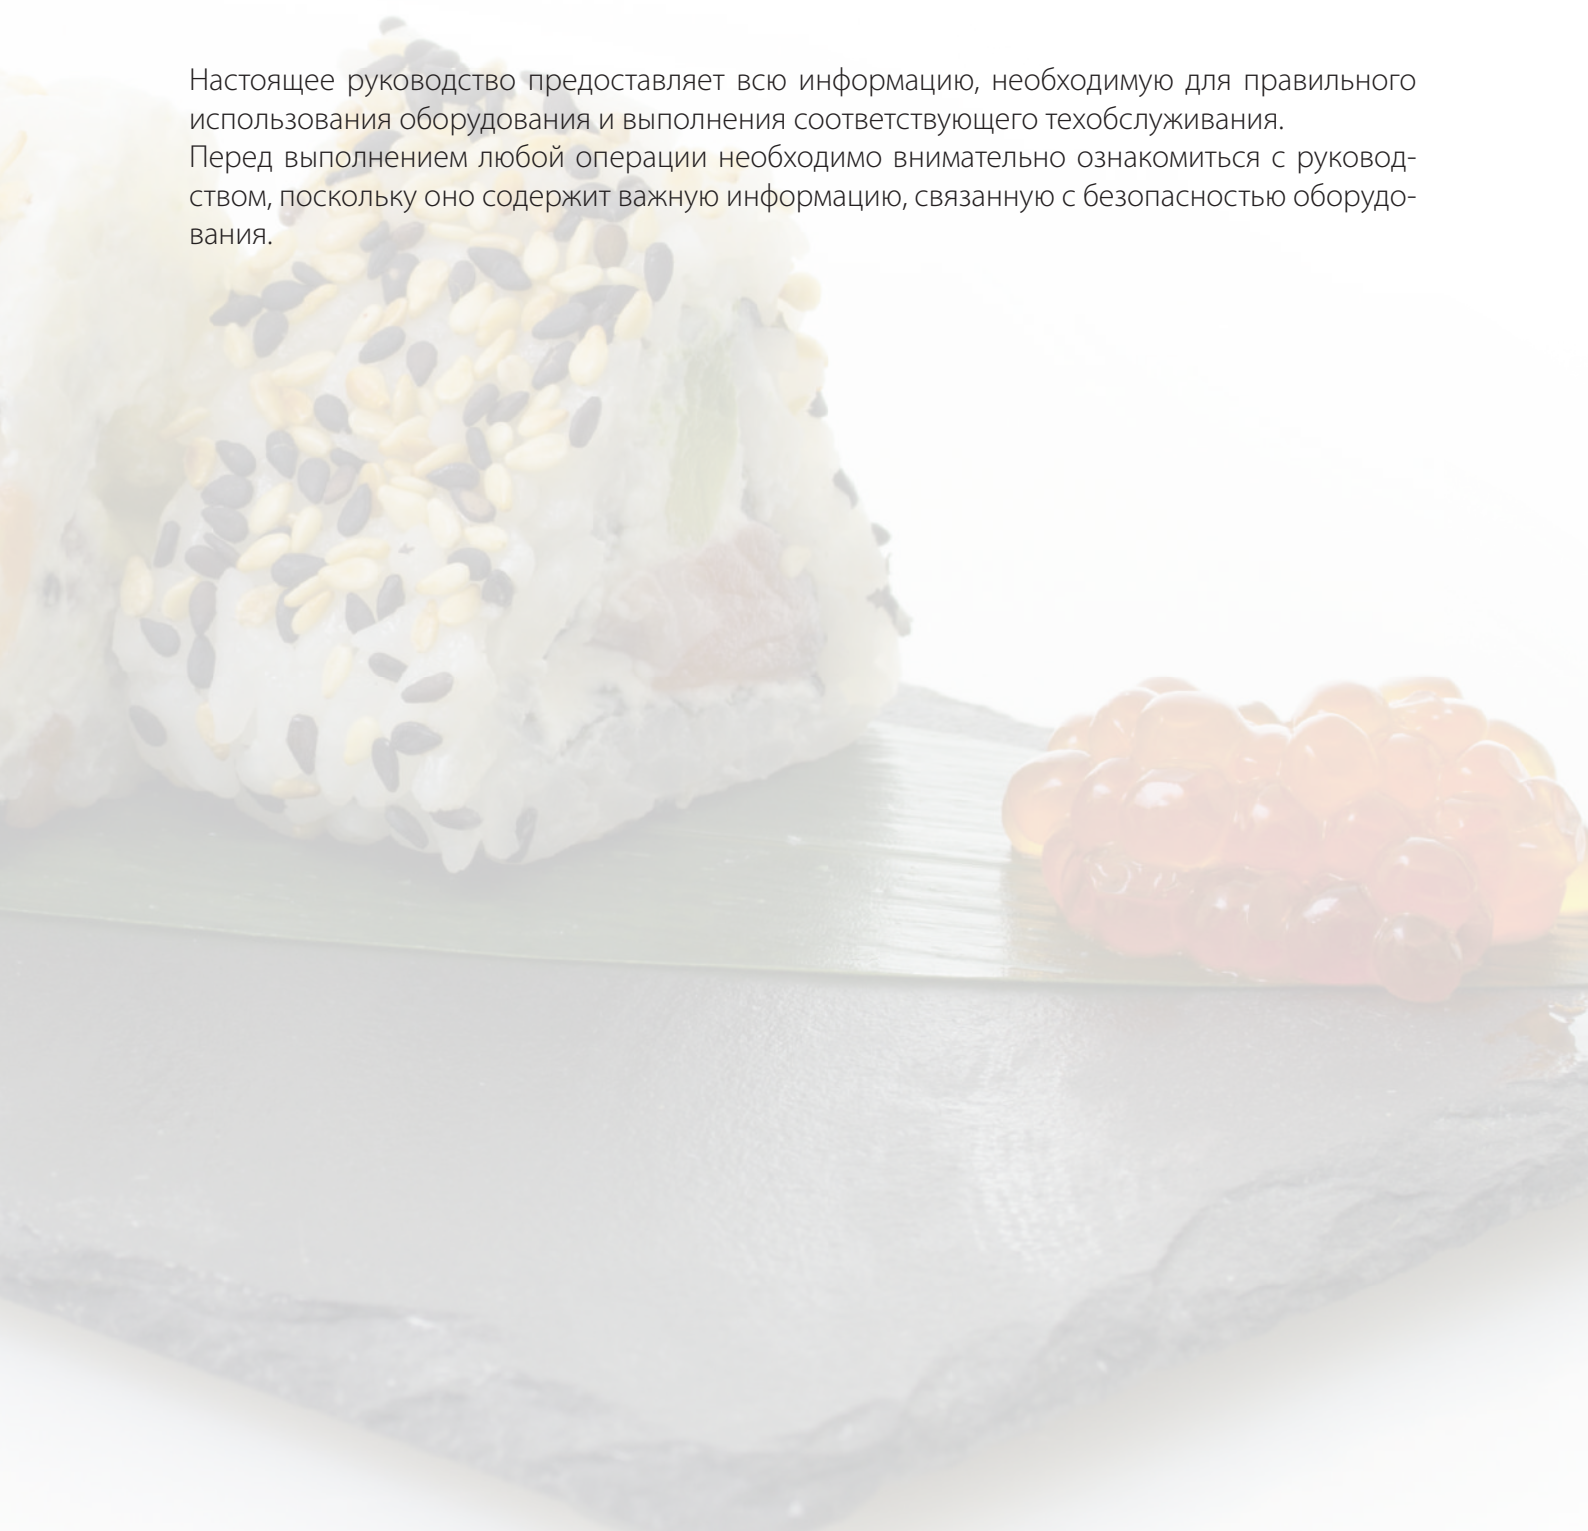 Настоящее руководство предоставляет всю информацию, необходимую для правильного
использования оборудования и выполнения соответствующего техобслуживания.
Перед выполнением любой операции необходимо внимательно ознакомиться с руковод-
ством, поскольку оно содержит важную информацию, связанную с безопасностью оборудо-
вания.